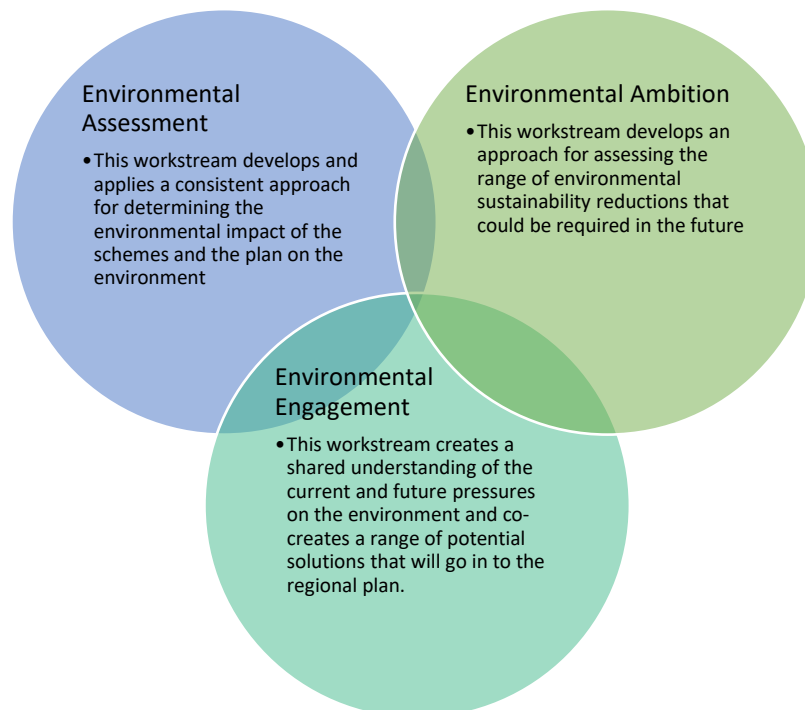 Environmental
Assessment
•This workstream develops and
applies a consistent approach
for determining the
environmental impact of the
schemes and the plan on the
environment
Environmental Ambition
•This workstream develops an
approach for assessing the
range of environmental
sustainability reductions that
could be required in the future
Environmental
Engagement
•This workstream creates a
shared understanding of the
current and future pressures
on the environment and co-
creates a range of potential
solutions that will go in to the
regional plan.